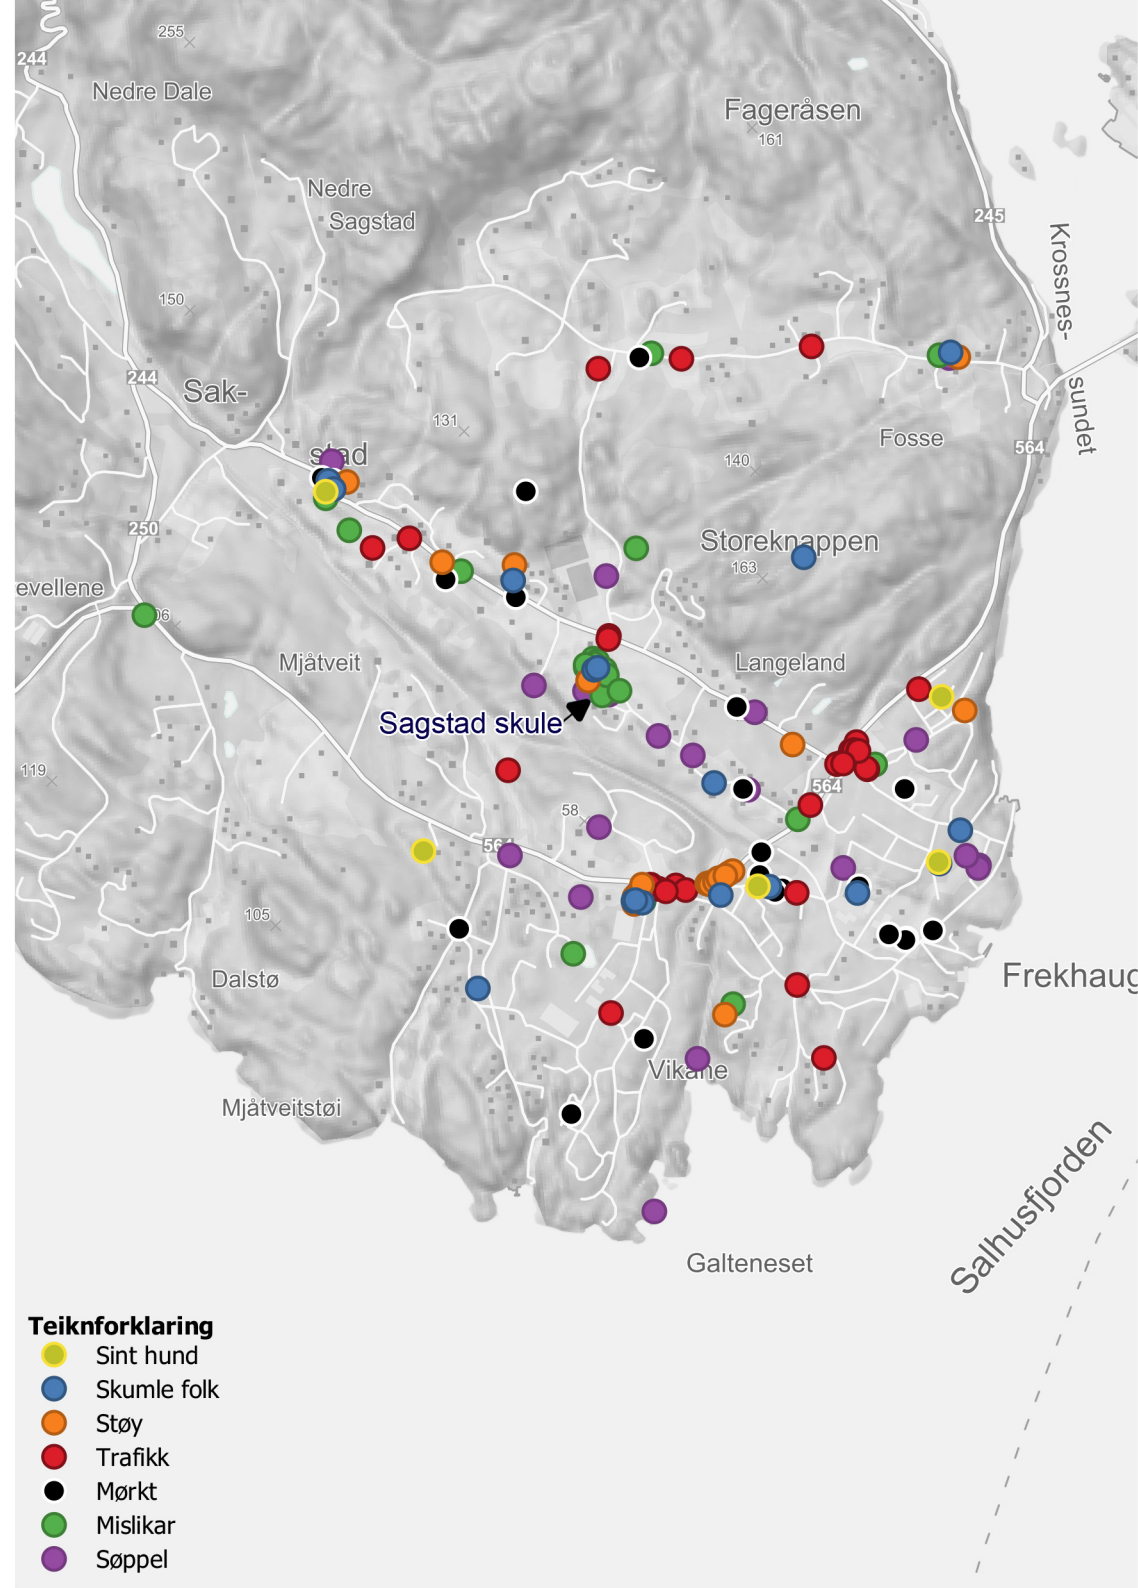 255
244
Nedre Dale
Fageråsen
161
Nedre
Sagstad
245
Krossnes-
sundet
150
244
Sak-
stad
131
Fosse
140
564
250
Storeknappen
163
evellene
Mjåtveit
Langeland
Sagstad skule
119
564
58
564
105
Dalstø
Frekhaug
Vikane
Mjåtveitstøi
Salhusfjorden
Galteneset
Teiknforklaring
Sint hund
Skumle folk
Støy
Trafikk
Mørkt
Mislikar
Søppel